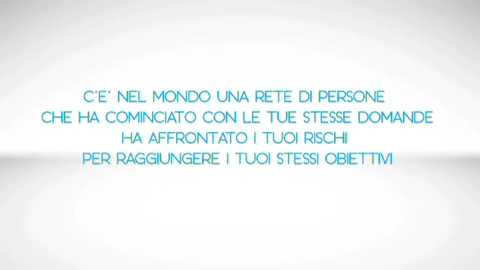 C'E' NEL MONDO UNA RETE DI PERSONE
CHE HA COMINCIATO CON LE TUE STESSE DOMANDE
HA AFFRONTATO I TUOI RISCHI
PER RAGGIUNGERE I TUOI STESSI OBIETTIVI